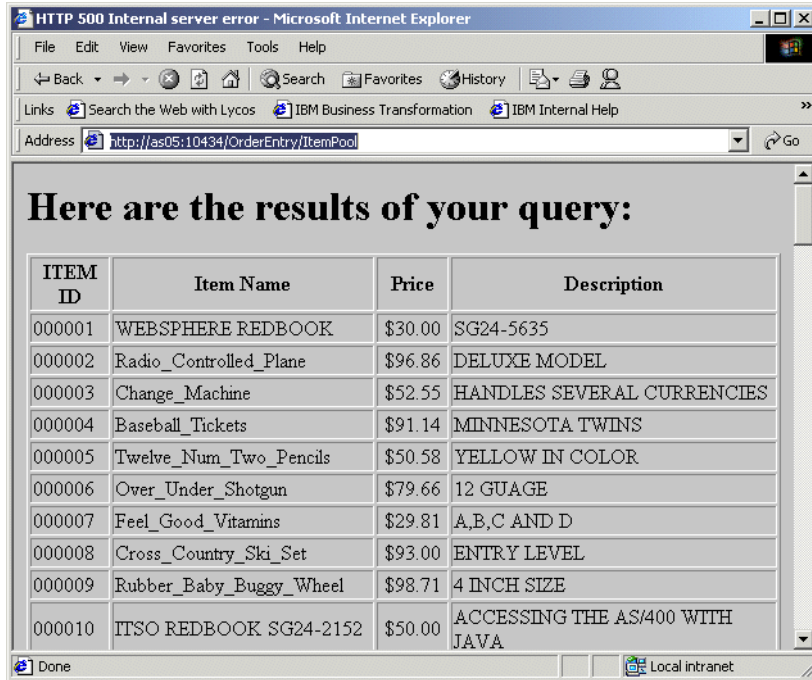 HTTP 500 Internal server error - Microsoft Internet Explorer
File Edit View Favorites Tools Help
Back Search Favorites History
Links Search the Web with Lycos IBM Business Transformation IBM Internal Help »
Address http://as05:10434/OrderEntry/ItemPool Go
Here are the results of your query:
ITEM ID Item Name Price Description
000001 WEBSPHERE REDBOOK $30.00 SG24-5635
000002 Radio_Controlled_Plane $96.86 DELUXE MODEL
000003 Change_Machine $52.55 HANDLES SEVERAL CURRENCIES
000004 Baseball_Tickets $91.14 MINNESOTA TWINS
000005 Twelve_Num_Two_Pencils $50.58 YELLOW IN COLOR
000006 Over_Under_Shotgun $79.66 12 GUAGE
000007 Feel_Good_Vitamins $29.81 A,B,C AND D
000008 Cross_Country_Ski_Set $93.00 ENTRY LEVEL
000009 Rubber_Baby_Buggy_Wheel $98.71 4 INCH SIZE
000010 ITSO REDBOOK SG24-2152 $50.00 ACCESSING THE AS/400 WITH
JAVA
Done Local intranet